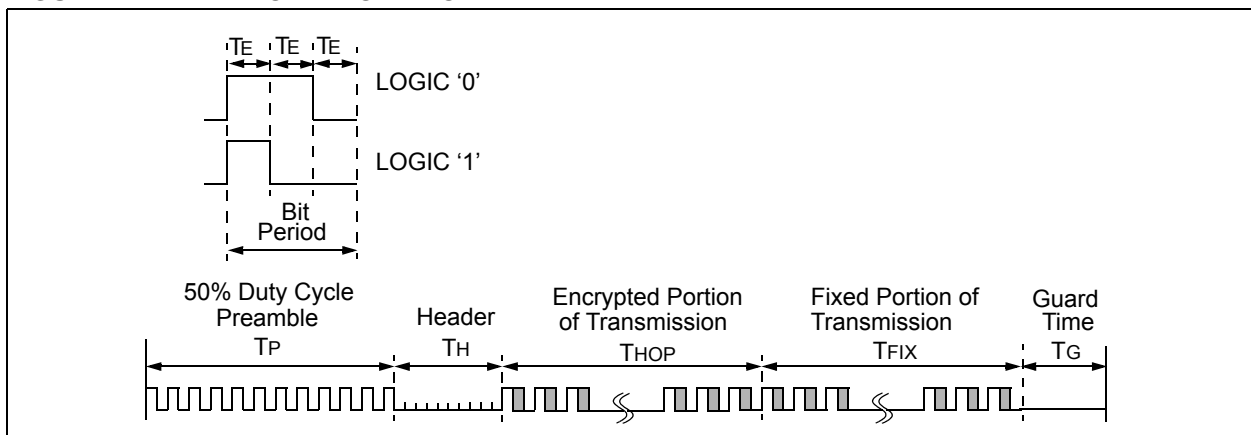 TE TE TE
LOGIC ‘0’
LOGIC ‘1’
Bit
Period
50% Duty Cycle
Preamble
TP
Header
TH
Encrypted Portion
of Transmission
THOP
Fixed Portion of
Transmission
TFIX
Guard
Time
TG